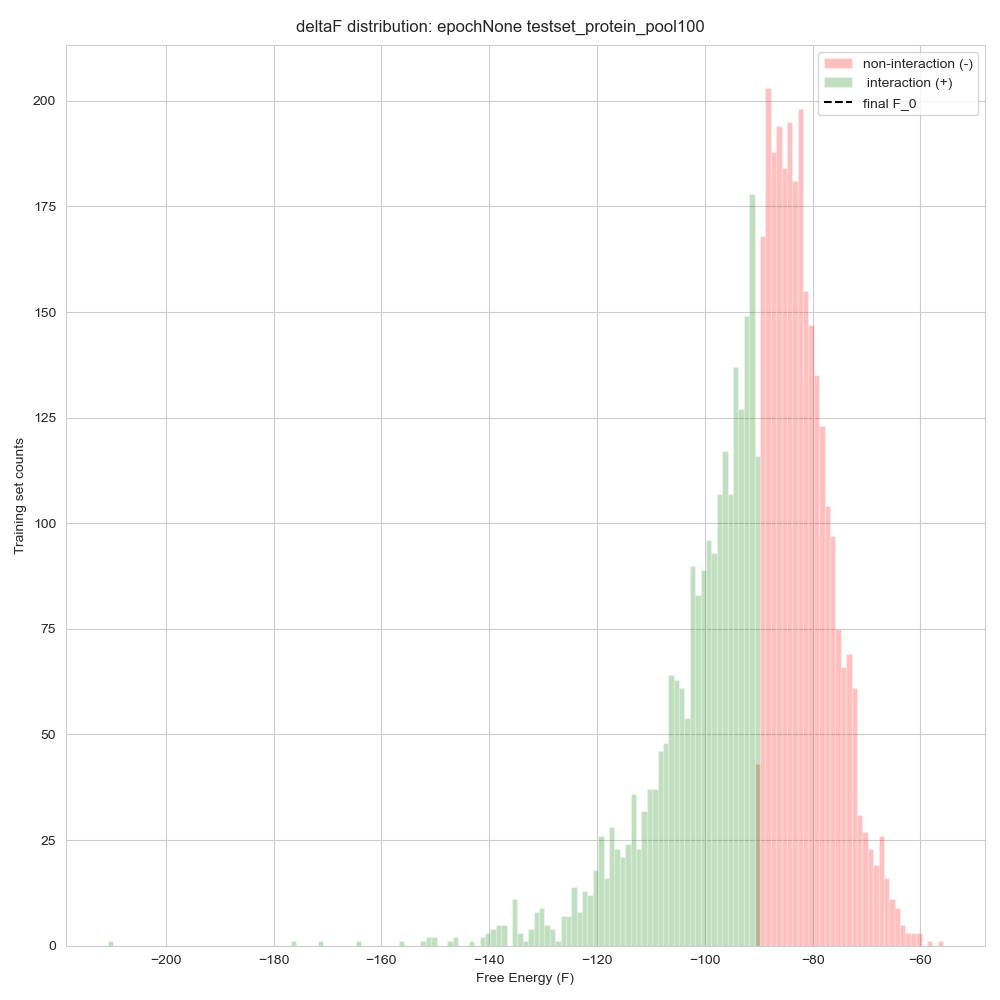 deltaF distribution: epochNone testset_protein_pool100
non-interaction (-)
interaction (+)
final F_0
200
175
150
125
100
75
50
25
0
Training set counts
−200
−180
−160
−140
−120
−100
−80
−60
Free Energy (F)